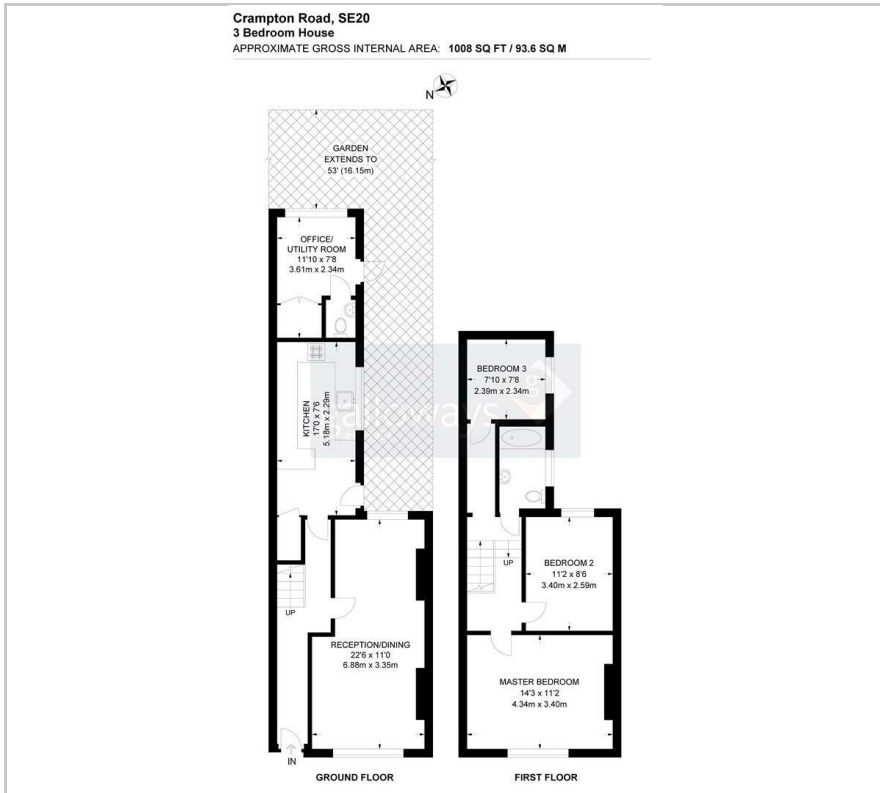 Crampton Road, SE20
3 Bedroom House
APPROXIMATE GROSS INTERNAL AREA: 1008 SQ FT / 93.6 SQ M
N
GARDEN
EXTENDS TO
53' (16.15m)
OFFICE/
UTILITY ROOM
11'10 x 7'8
3.61m x 2.34m
KITCHEN
17'0 x 7'6
5.18m x 2.29m
UP
RECEPTION/DINING
22'6 x 11'0
6.88m x 3.35m
IN
GROUND FLOOR
BEDROOM 3
7'10 x 7'8
2.39m x 2.34m
UP
BEDROOM 2
11'2 x 8'6
3.40m x 2.59m
MASTER BEDROOM
14'3 x 11'2
4.34m x 3.40m
FIRST FLOOR